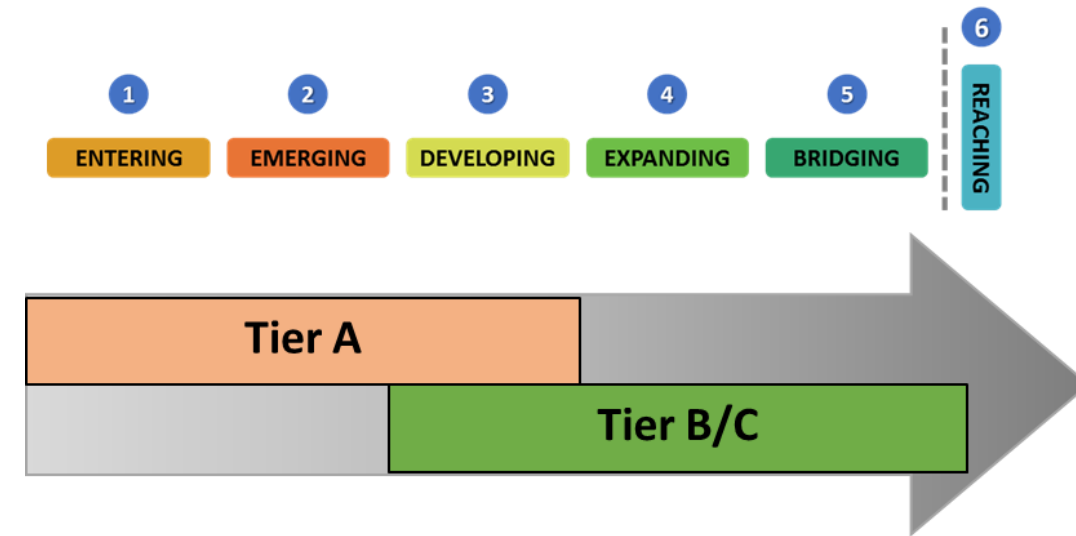 6
1
2
3
4
5
REACHING
ENTERING
EMERGING
DEVELOPING
EXPANDING
BRIDGING
Tier A
Tier B/C